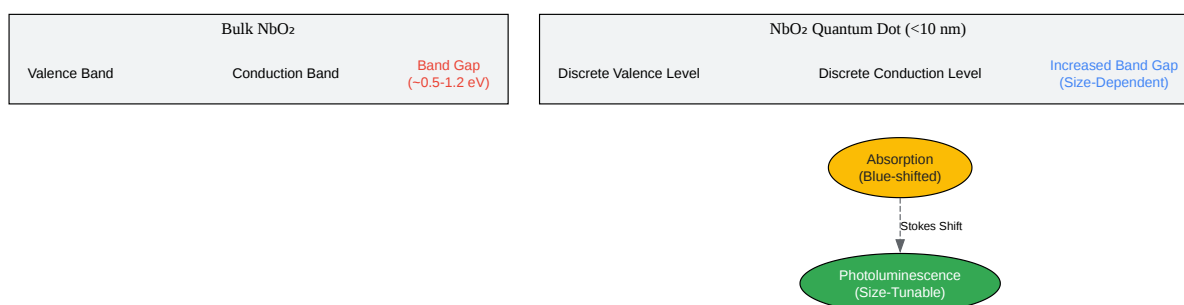 Bulk NbO₂
Valence Band
Conduction Band
Band Gap
(~0.5-1.2 eV)
NbO₂ Quantum Dot (<10 nm)
Discrete Valence Level
Discrete Conduction Level
Increased Band Gap
(Size-Dependent)
Absorption
(Blue-shifted)
Stokes Shift
Photoluminescence
(Size-Tunable)